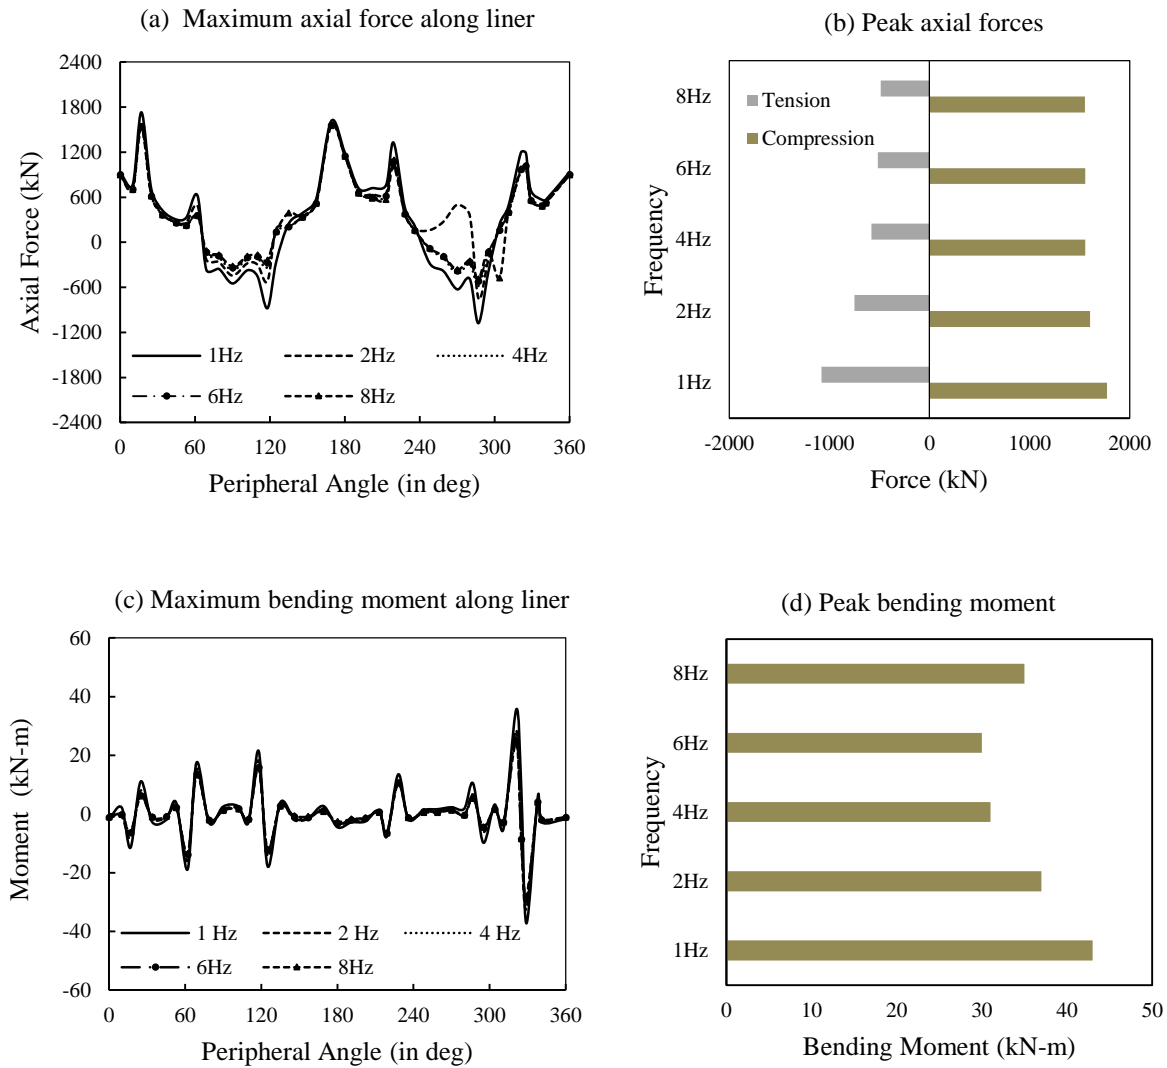 (a) Maximum axial force along liner
2400
1800
1200
600
0
-600
-1200
-1800
-2400
Axial Force (kN)
1Hz 2Hz 4Hz
6Hz 8Hz
0 60 120 180 240 300 360
Peripheral Angle (in deg)
(b) Peak axial forces
Frequency
8Hz
6Hz
4Hz
2Hz
1Hz
Tension
Compression
-2000 -1000 0 1000 2000
Force (kN)
(c) Maximum bending moment along liner
60
40
20
0
-20
-40
-60
Moment (kN-m)
1 Hz 2 Hz 4 Hz
6Hz 8Hz
0 60 120 180 240 300 360
Peripheral Angle (in deg)
(d) Peak bending moment
Frequency
8Hz
6Hz
4Hz
2Hz
1Hz
0 10 20 30 40 50
Bending Moment (kN-m)